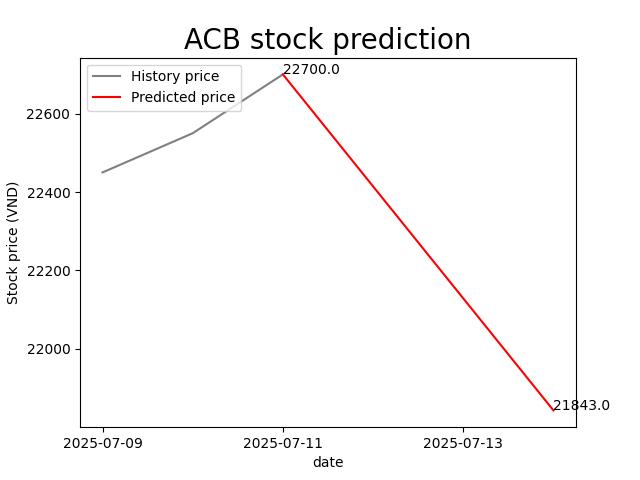 ACB stock prediction
History price
Predicted price
22700.0
21843.0
22600
22400
22200
22000
Stock price (VND)
2025-07-09
2025-07-11
2025-07-13
date